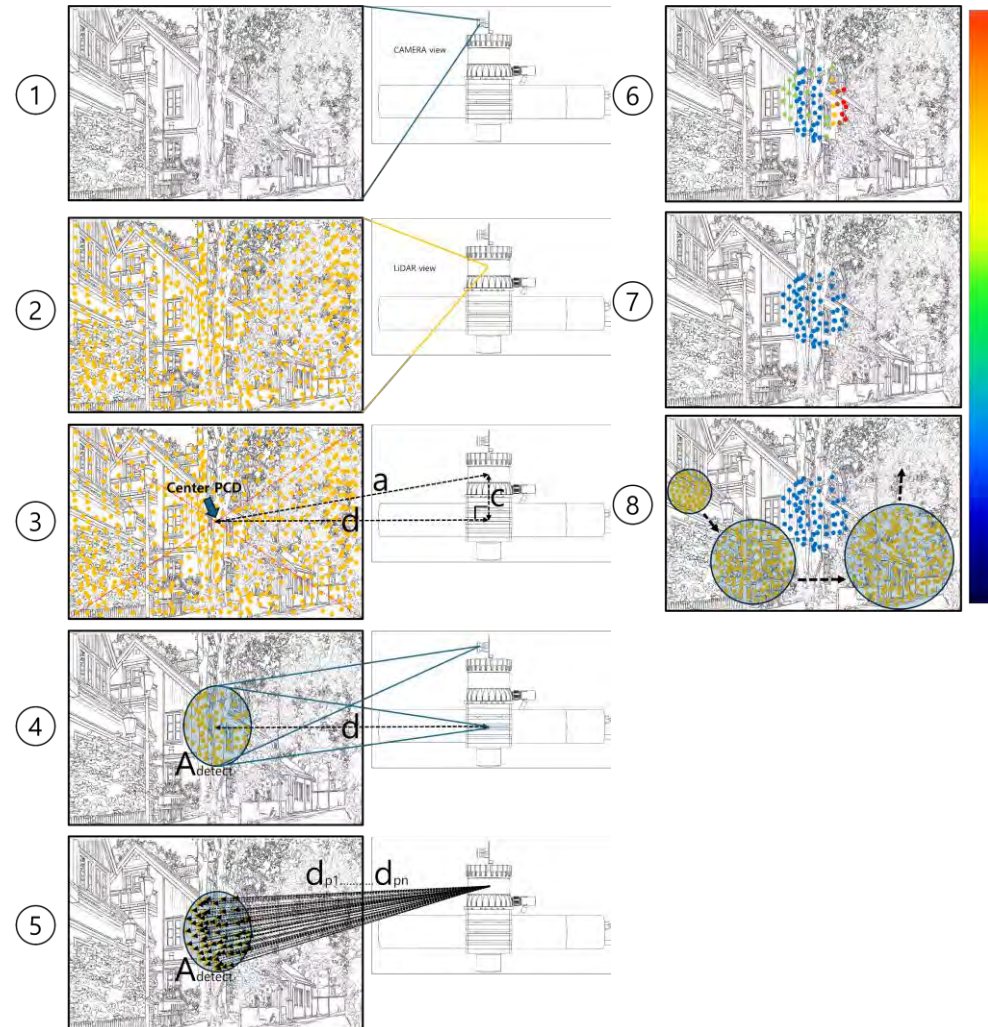 1
CAMERA view
2
LiDAR view
3
Center PCD
a
c
d
4
d
Adetect
5
dp1..........dpn
Adetect
6
7
8